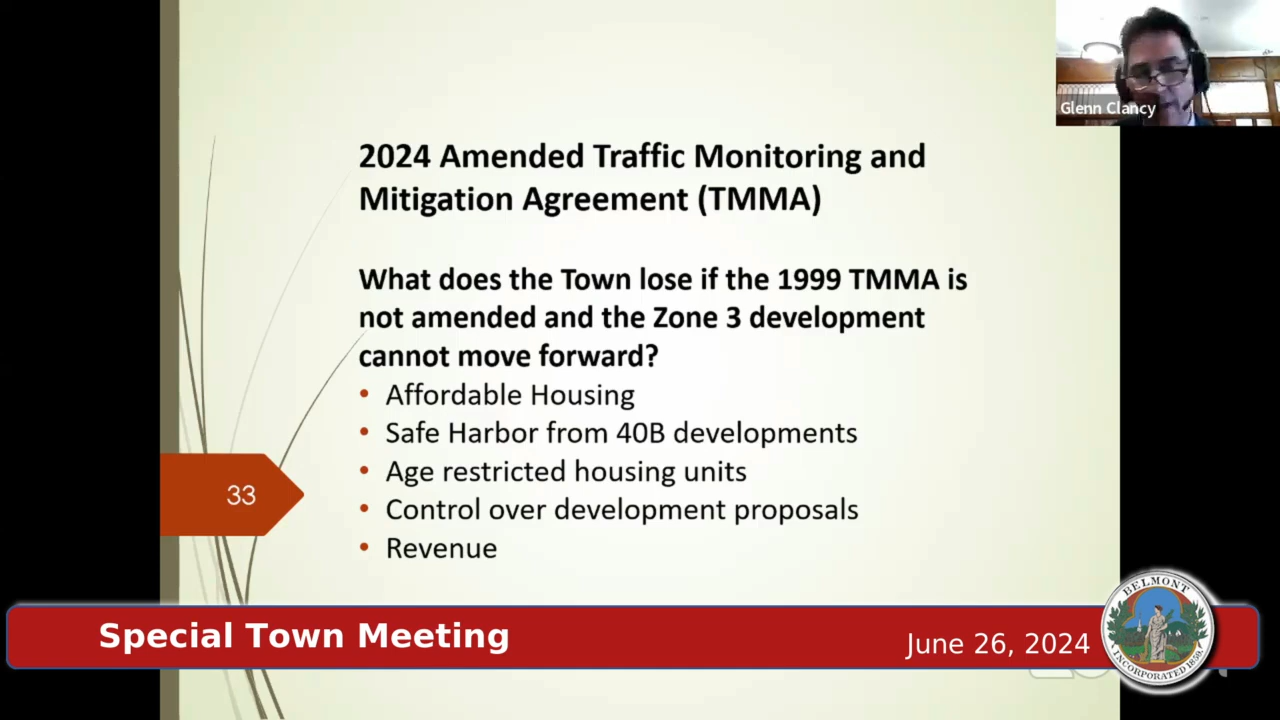 Glenn Clancy
2024 Amended Traffic Monitoring and
Mitigation Agreement (TMMA)
What does the Town lose if the 1999 TMMA is
not amended and the Zone 3 development
cannot move forward?
• Affordable Housing
• Safe Harbor from 40B developments
• Age restricted housing units
• Control over development proposals
• Revenue
33
Special Town Meeting
June 26, 2024
BELMONT
INCORPORATED 1859